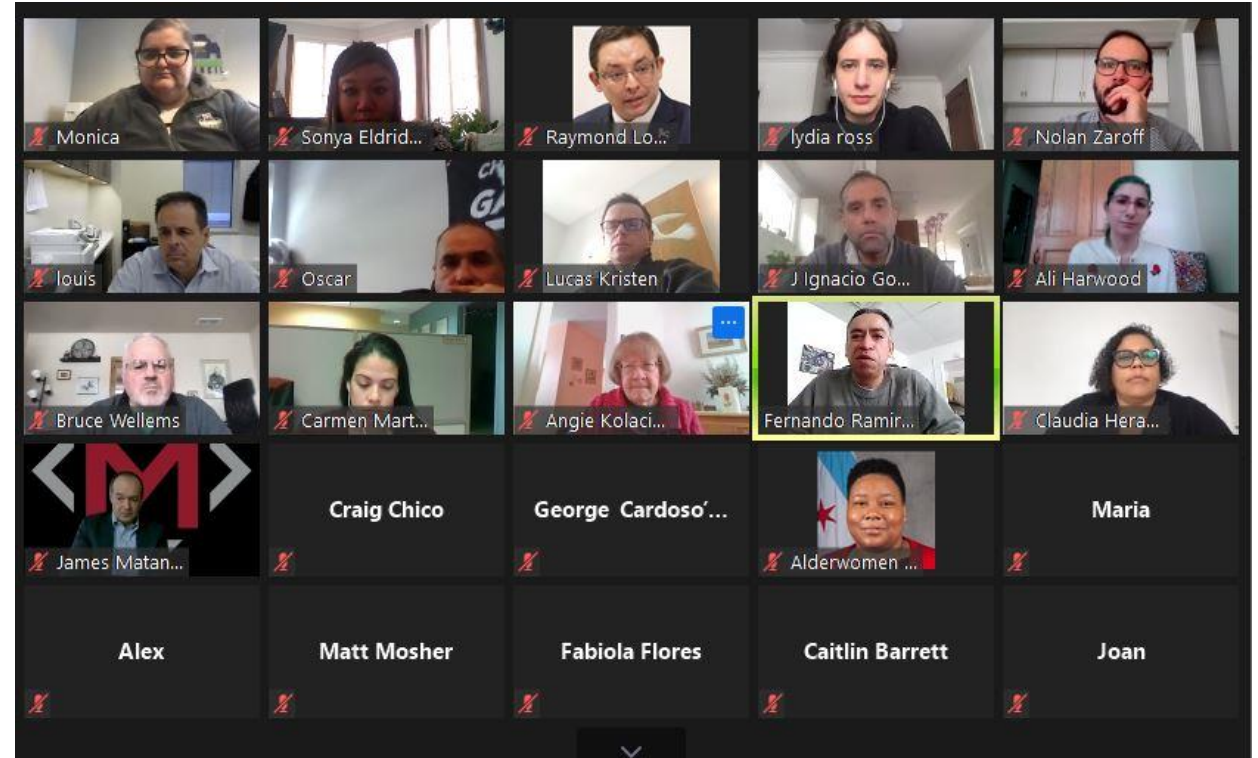 Monica
Sonya Eldrid...
Raymond Lo...
lydia ross
Nolan Zaroff
louis
Oscar
CH
GA
Lucas Kristen
J Ignacio Go...
Ali Harwood
Bruce Wellems
Carmen Mart...
Angie Kolaci...
Fernando Ramir...
Claudia Hera...
M
James Matan...
Craig Chico
George Cardoso'...
Alderwomen ...
Maria
Alex
Matt Mosher
Fabiola Flores
Caitlin Barrett
Joan